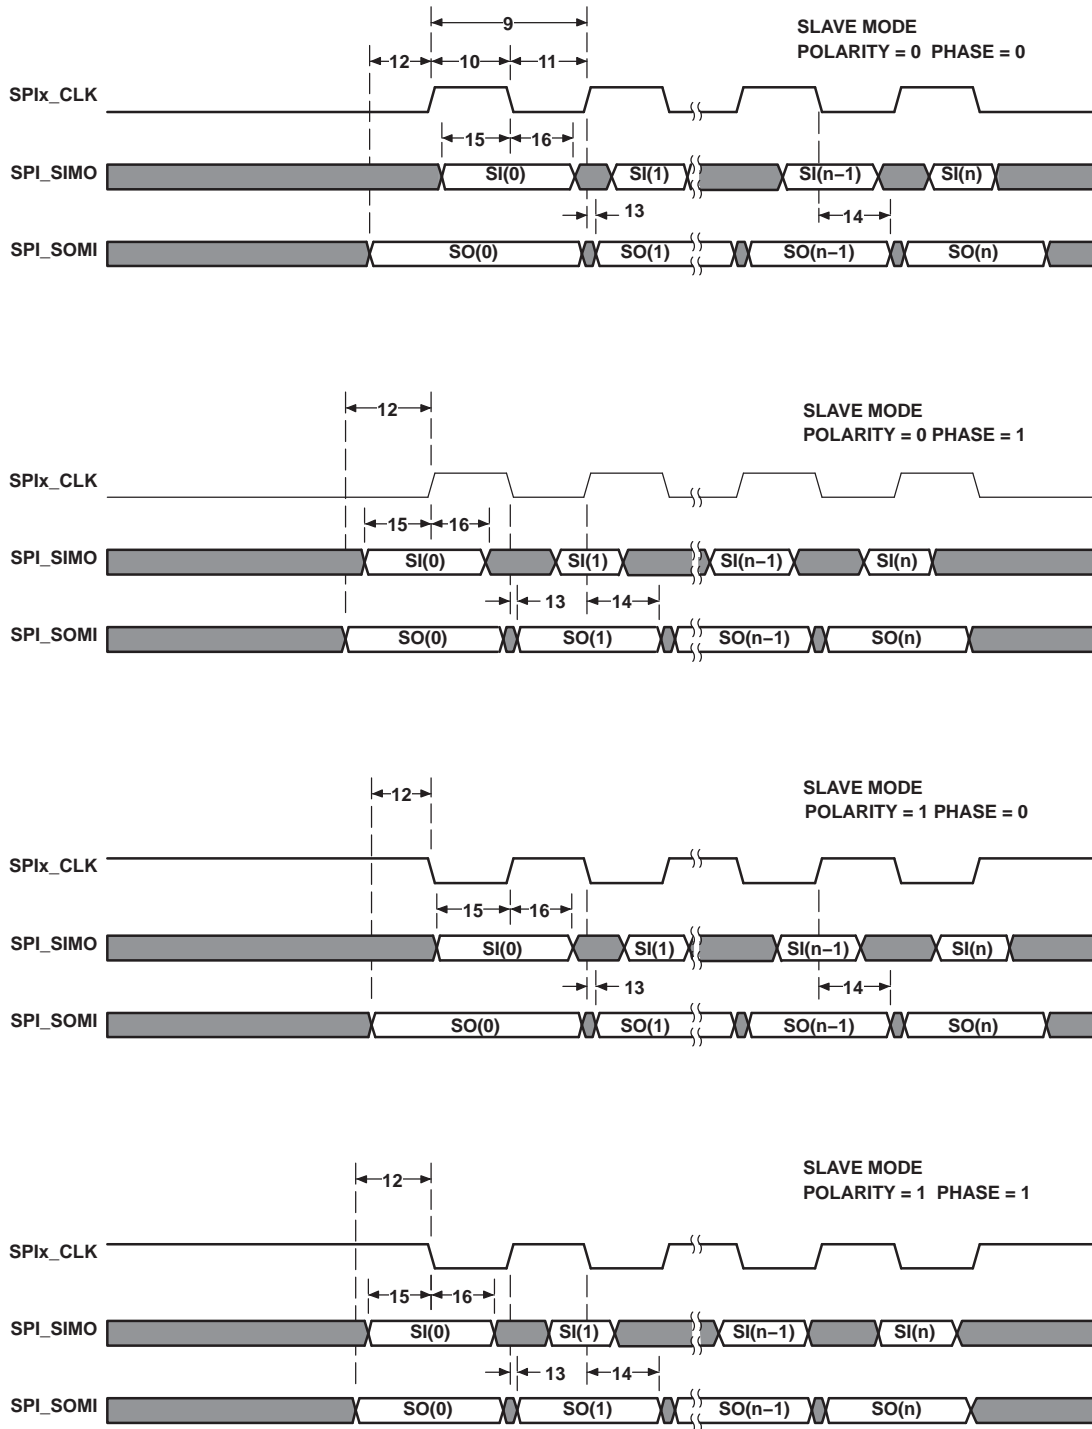 9
SLAVE MODE
12 10 11
POLARITY = 0 PHASE = 0
SPIx_CLK
15 16
SPI_SIMO SI(0) SI(1) SI(n−1) SI(n)
13 14
SPI_SOMI SO(0) SO(1) SO(n−1) SO(n)
12
SLAVE MODE
POLARITY = 0 PHASE = 1
SPIx_CLK
15 16
SPI_SIMO SI(0) SI(1) SI(n−1) SI(n)
13 14
SPI_SOMI SO(0) SO(1) SO(n−1) SO(n)
SLAVE MODE
12
POLARITY = 1 PHASE = 0
SPIx_CLK
15 16
SPI_SIMO SI(0) SI(1) SI(n−1) SI(n)
13 14
SPI_SOMI SO(0) SO(1) SO(n−1) SO(n)
SLAVE MODE
12
POLARITY = 1 PHASE = 1
SPIx_CLK
15 16
SPI_SIMO SI(0) SI(1) SI(n−1) SI(n)
13 14
SPI_SOMI SO(0) SO(1) SO(n−1) SO(n)